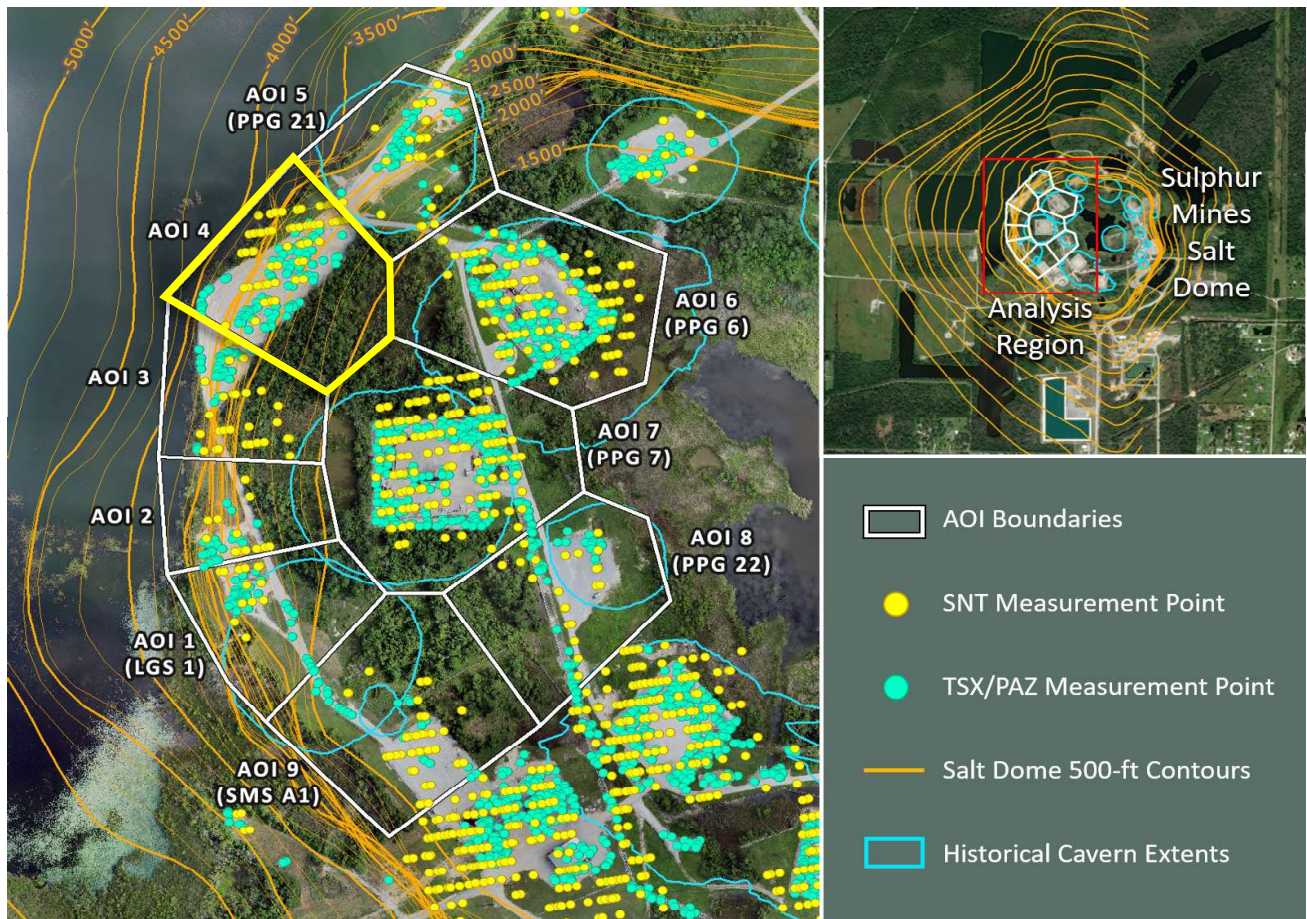 -5000'
-4500'
-4000'
-3500'
-3000'
-2500'
-2000'
-1500'
AOI 5
(PPG 21)
AOI 4
AOI 3
AOI 2
AOI 1
(LGS 1)
AOI 9
(SMS A1)
AOI 6
(PPG 6)
AOI 7
(PPG 7)
AOI 8
(PPG 22)
Sulphur
Mines
Salt
Dome
Analysis
Region
AOI Boundaries
SNT Measurement Point
TSX/PAZ Measurement Point
Salt Dome 500-ft Contours
Historical Cavern Extents